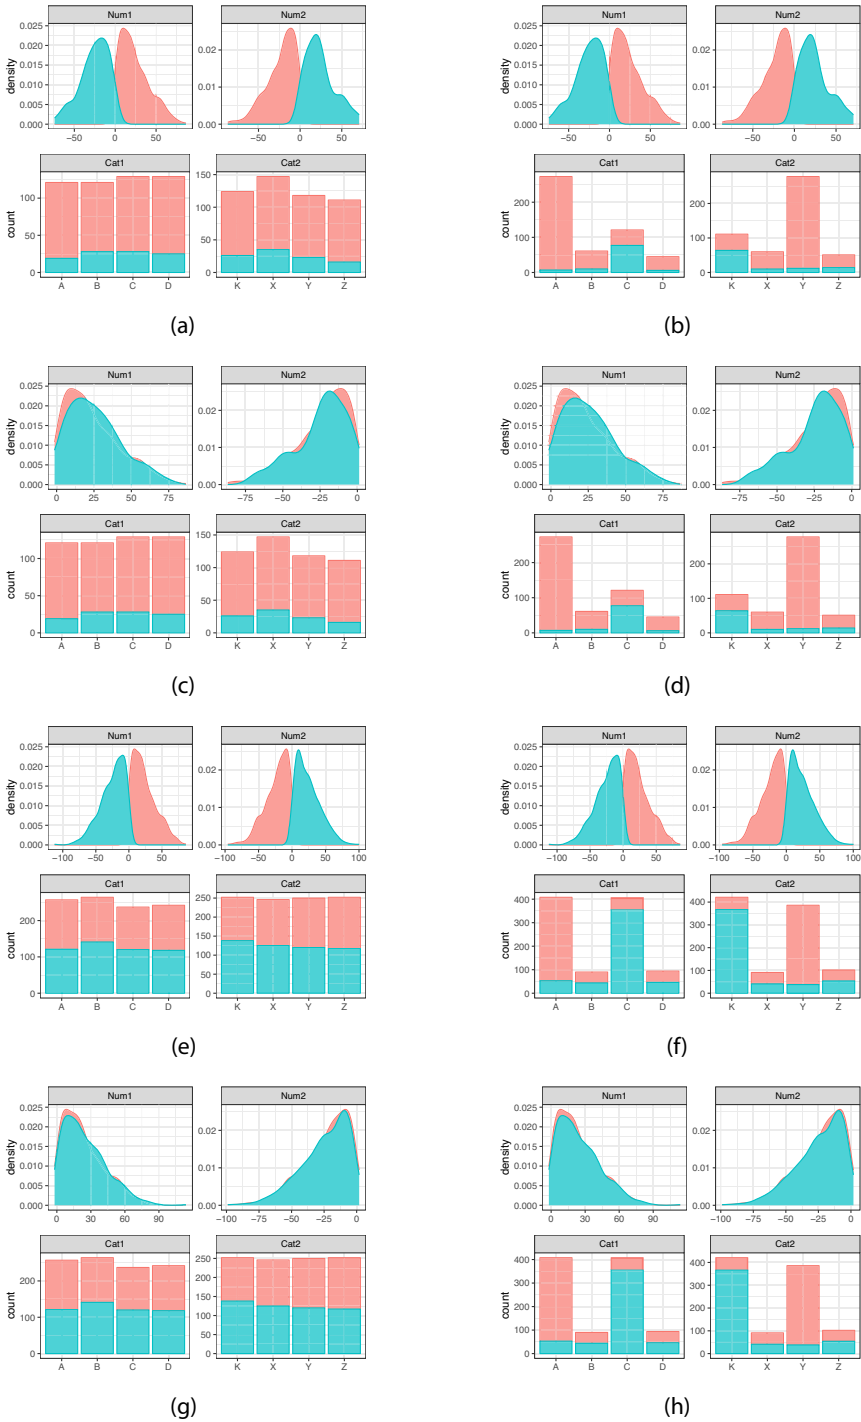 Num1
density
0.025
0.020
0.015
0.010
0.005
0.000
−50 0 50
Num2
0.02
0.01
0.00
−50 0 50
Cat1
count
100
50
0
A B C D
Cat2
150
100
50
0
K X Y Z
(a)
Num1
density
0.025
0.020
0.015
0.010
0.005
0.000
−50 0 50
Num2
0.02
0.01
0.00
−50 0 50
Cat1
count
200
100
0
A B C D
Cat2
200
100
0
K X Y Z
(b)
Num1
density
0.025
0.020
0.015
0.010
0.005
0.000
0 25 50 75
Num2
0.02
0.01
0.00
−75 −50 −25 0
Cat1
count
100
50
0
A B C D
Cat2
150
100
50
0
K X Y Z
(c)
Num1
density
0.025
0.020
0.015
0.010
0.005
0.000
0 25 50 75
Num2
0.02
0.01
0.00
−75 −50 −25 0
Cat1
count
200
100
0
A B C D
Cat2
200
100
0
K X Y Z
(d)
Num1
density
0.025
0.020
0.015
0.010
0.005
0.000
−100 −50 0 50
Num2
0.02
0.01
0.00
−100 −50 0 50 100
Cat1
count
200
100
0
A B C D
Cat2
250
200
150
100
50
0
K X Y Z
(e)
Num1
density
0.025
0.020
0.015
0.010
0.005
0.000
−100 −50 0 50
Num2
0.02
0.01
0.00
−100 −50 0 50 100
Cat1
count
400
300
200
100
0
A B C D
Cat2
400
300
200
100
0
K X Y Z
(f)
Num1
density
0.025
0.020
0.015
0.010
0.005
0.000
0 30 60 90
Num2
0.02
0.01
0.00
−100 −75 −50 −25 0
Cat1
count
200
100
0
A B C D
Cat2
250
200
150
100
50
0
K X Y Z
(g)
Num1
density
0.025
0.020
0.015
0.010
0.005
0.000
0 30 60 90
Num2
0.02
0.01
0.00
−100 −75 −50 −25 0
Cat1
count
400
300
200
100
0
A B C D
Cat2
400
300
200
100
0
K X Y Z
(h)